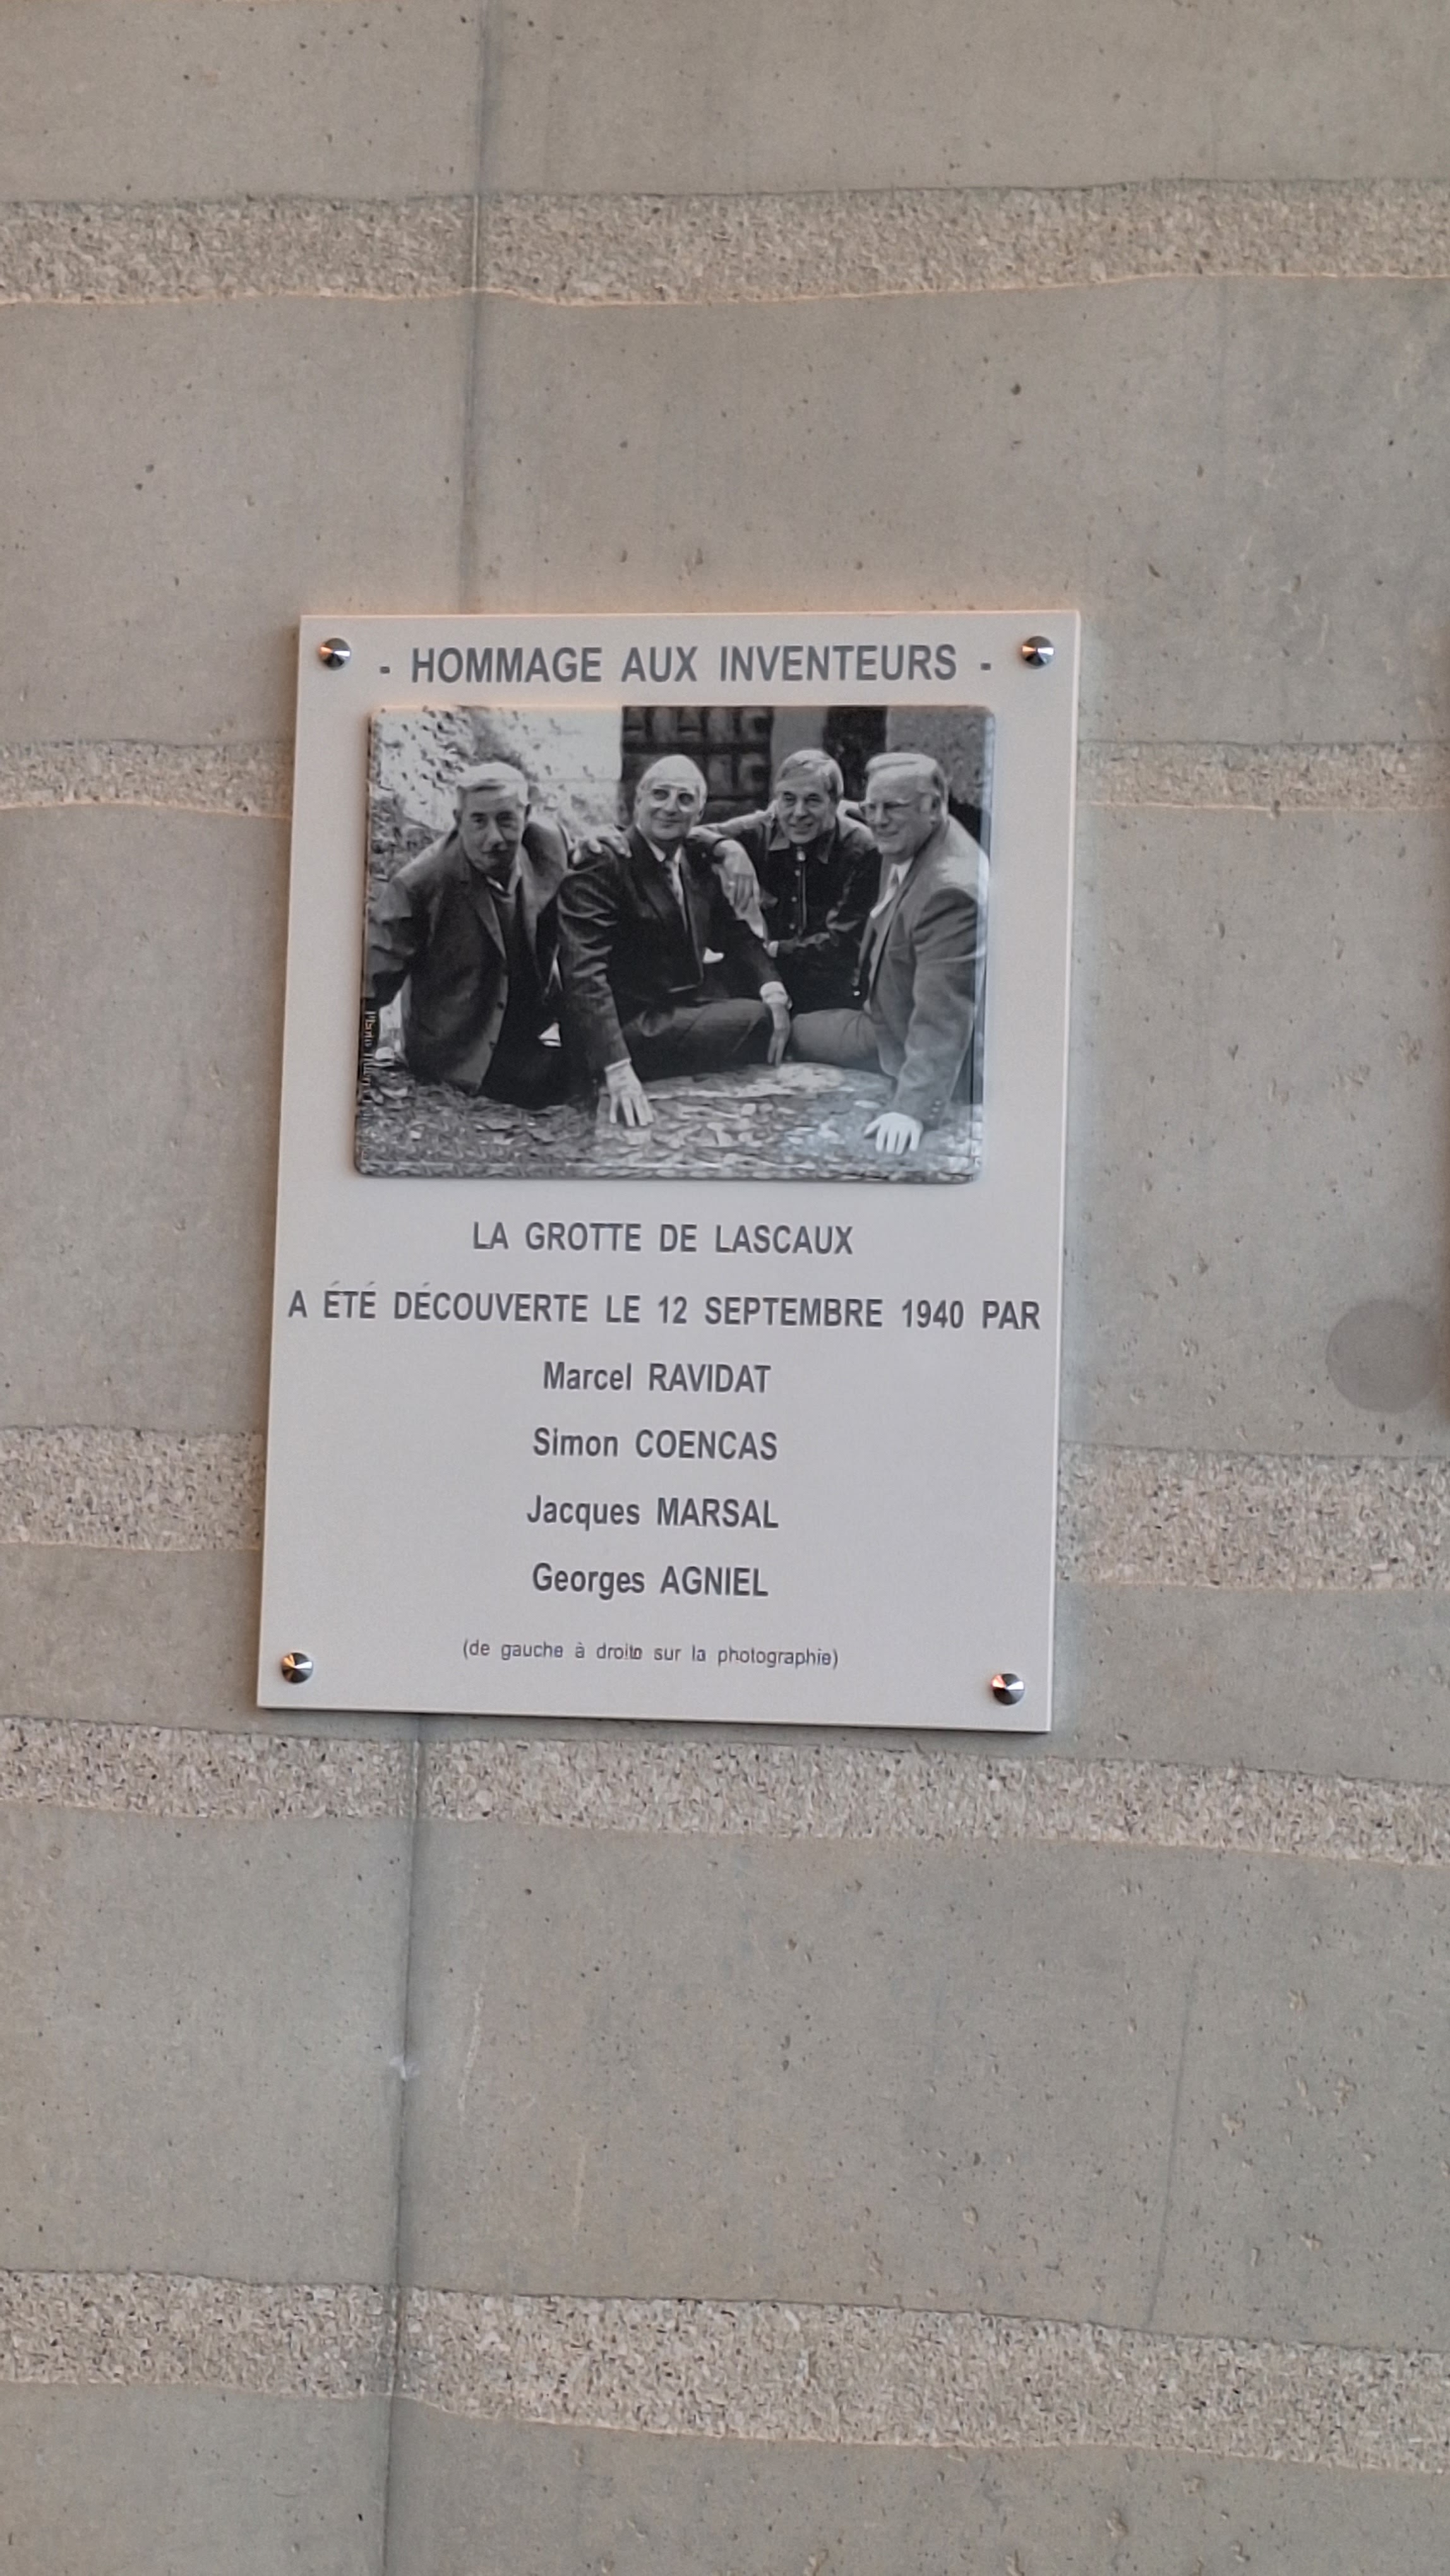 - HOMMAGE AUX INVENTEURS -
LA GROTTE DE LASCAUX
A ÉTÉ DÉCOUVERTE LE 12 SEPTEMBRE 1940 PAR
Marcel RAVIDAT
Simon COENCAS
Jacques MARSAL
Georges AGNIEL
(de gauche à droite sur la photographie)